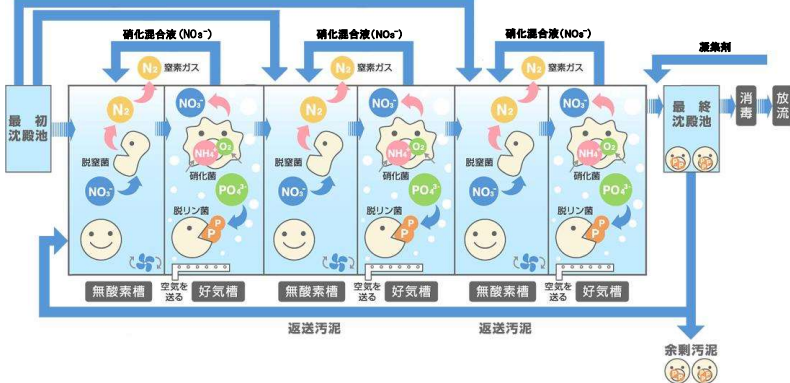 硝化混合液(NO₃⁻)
硝化混合液(NO₃⁻)
硝化混合液(NO₃⁻)
凝集剤
N₂ 窒素ガス
N₂ 窒素ガス
N₂ 窒素ガス
最 初
沈殿池
N₂
NO₃⁻
NH₄⁺
O₂
脱窒菌
硝化菌
NO₃⁻
PO₄³⁻
脱リン菌
P
P
P
N₂
NO₃⁻
NH₄⁺
O₂
脱窒菌
硝化菌
NO₃⁻
PO₄³⁻
脱リン菌
P
P
P
N₂
NO₃⁻
NH₄⁺
O₂
脱窒菌
硝化菌
NO₃⁻
PO₄³⁻
脱リン菌
P
P
P
最 終
沈殿池
消毒
放流
無酸素槽
空気を
送る
好気槽
無酸素槽
空気を
送る
好気槽
無酸素槽
空気を
送る
好気槽
返送汚泥
返送汚泥
余剰汚泥